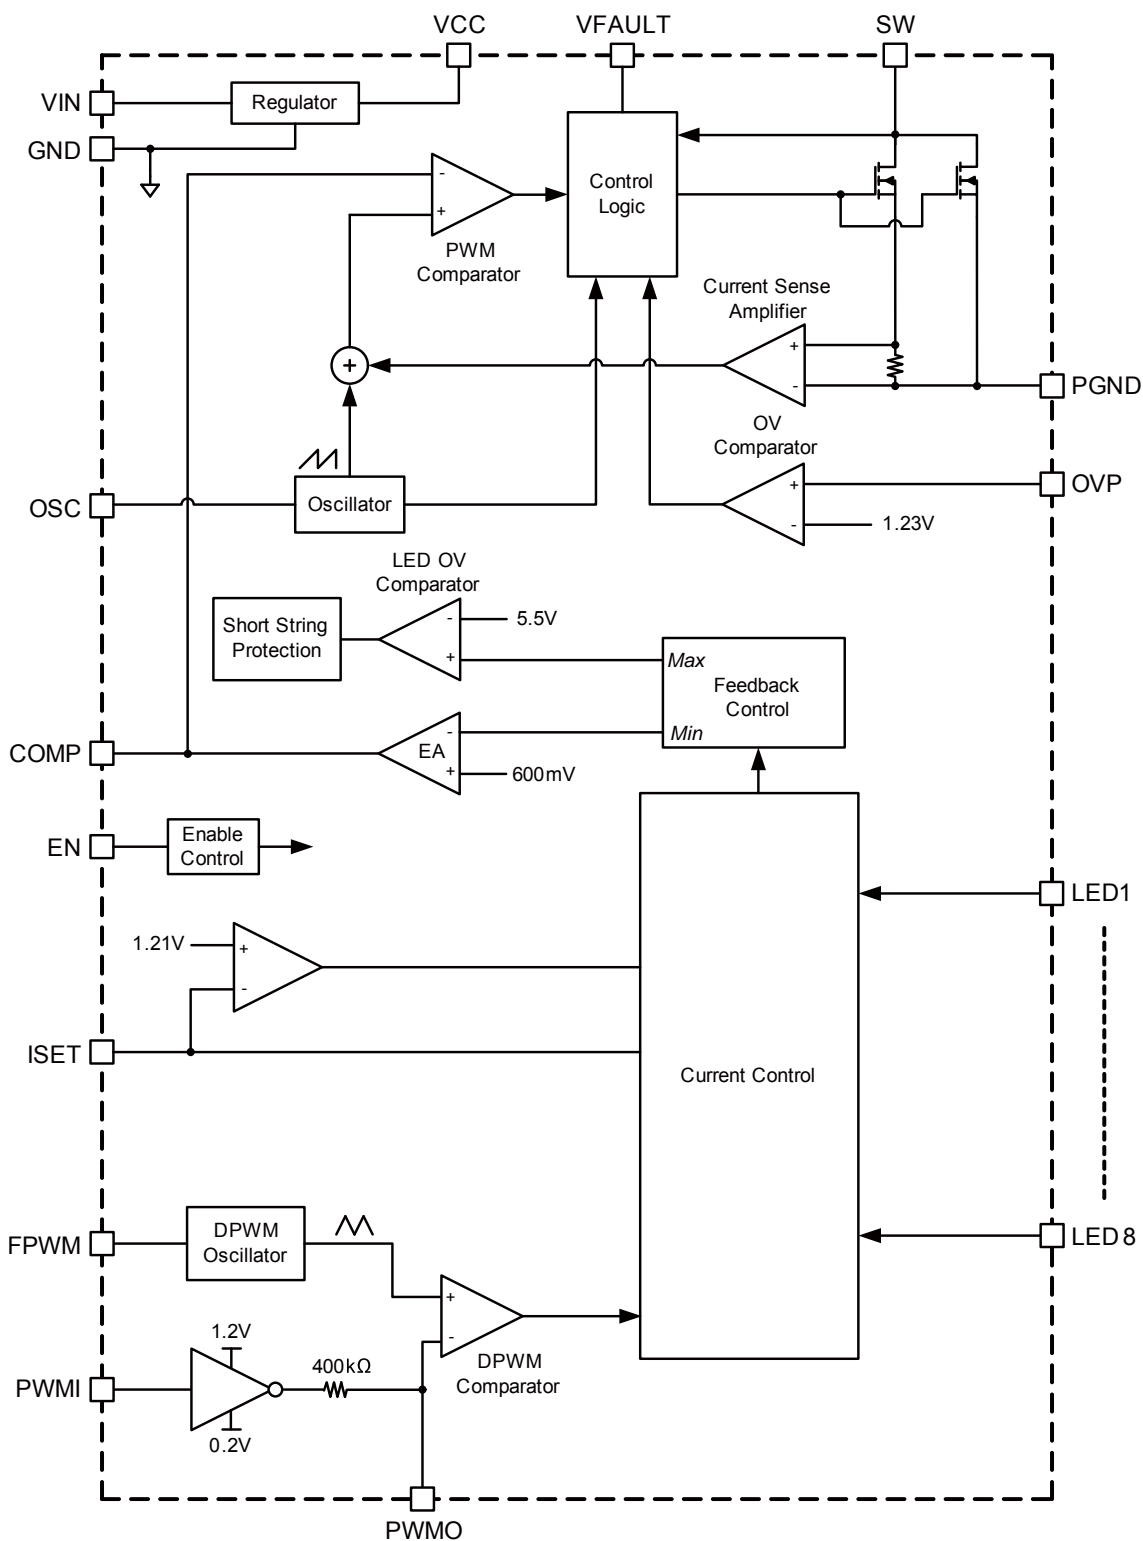 VCC
VFAULT
SW
VIN
Regulator
GND
-
+
PWM
Comparator
Control
Logic
Current Sense
Amplifier
+
-
+
PGND
OV
Comparator
+
-
1.23V
OVP
OSC
Oscillator
LED OV
Comparator
-
+
5.5V
Short String
Protection
Max
Feedback
Control
Min
COMP
EA
-
+
600mV
EN
Enable
Control
LED1
1.21V
+
-
ISET
Current Control
FPWM
DPWM
Oscillator
LED8
+
-
DPWM
Comparator
PWMI
1.2V
0.2V
400kΩ
PWMO